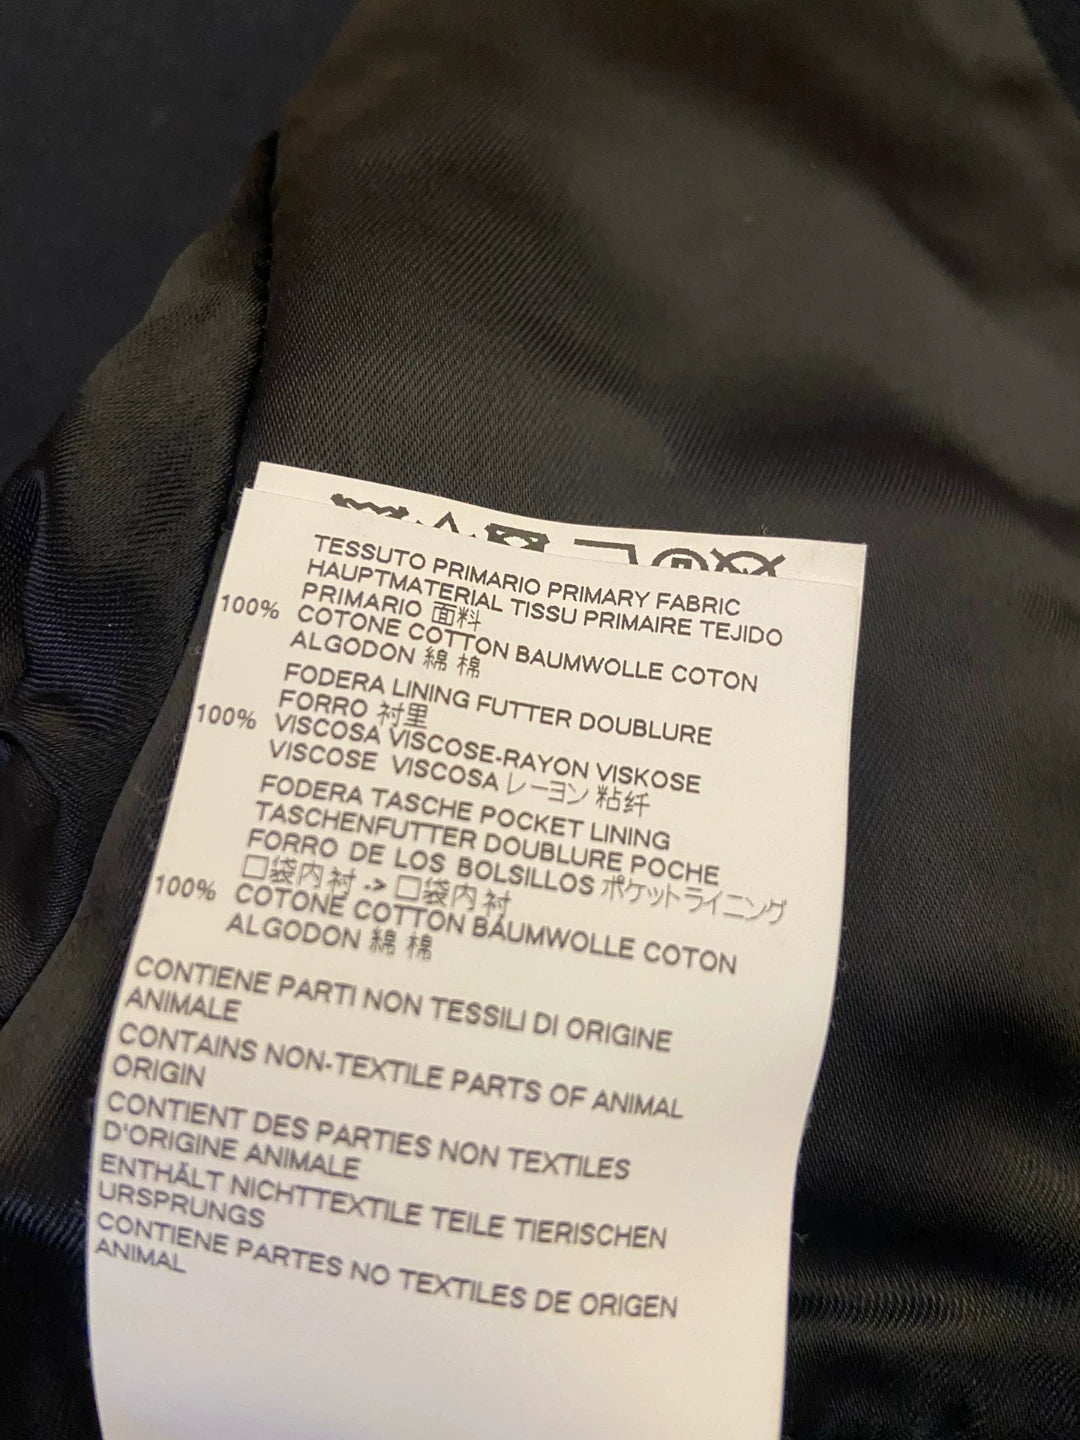 TESSUTO PRIMARIO PRIMARY FABRIC
HAUPTMATERIAL TISSU PRIMAIRE TEJIDO
PRIMARIO 面料
100% COTONE COTTON BAUMWOLLE COTON
ALGODON 綿 棉
FODERA LINING FUTTER DOUBLURE
FORRO 衬里
100% VISCOSA VISCOSE-RAYON VISKOSE
VISCOSE VISCOSA レーヨン 粘纤
FODERA TASCHE POCKET LINING
TASCHENFUTTER DOUBLURE POCHE
FORRO DE LOS BOLSILLOS ポケットライニング
口袋内衬 -> 口袋内衬
100% COTONE COTTON BAUMWOLLE COTON
ALGODON 綿 棉
CONTIENE PARTI NON TESSILI DI ORIGINE
ANIMALE
CONTAINS NON-TEXTILE PARTS OF ANIMAL
ORIGIN
CONTIENT DES PARTIES NON TEXTILES
D'ORIGINE ANIMALE
ENTHÄLT NICHTTEXTILE TEILE TIERISCHEN
URSPRUNGS
CONTIENE PARTES NO TEXTILES DE ORIGEN
ANIMAL